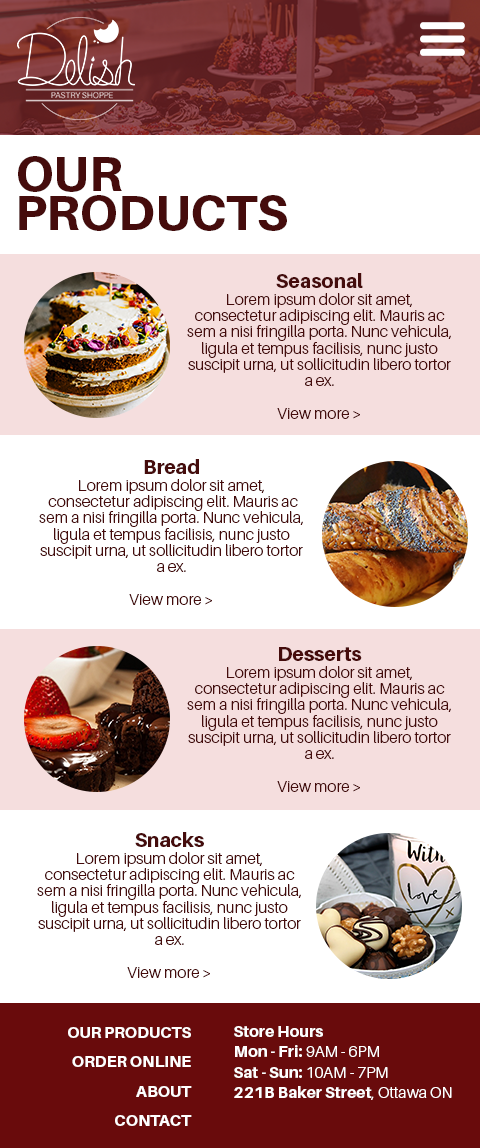 Delish
PASTRY SHOPPE
OUR
PRODUCTS
Seasonal
Lorem ipsum dolor sit amet,
consectetur adipiscing elit. Mauris ac
sem a nisi fringilla porta. Nunc vehicula,
ligula et tempus facilisis, nunc justo
suscipit urna, ut sollicitudin libero tortor
a ex.
View more >
Bread
Lorem ipsum dolor sit amet,
consectetur adipiscing elit. Mauris ac
sem a nisi fringilla porta. Nunc vehicula,
ligula et tempus facilisis, nunc justo
suscipit urna, ut sollicitudin libero tortor
a ex.
View more >
Desserts
Lorem ipsum dolor sit amet,
consectetur adipiscing elit. Mauris ac
sem a nisi fringilla porta. Nunc vehicula,
ligula et tempus facilisis, nunc justo
suscipit urna, ut sollicitudin libero tortor
a ex.
View more >
Snacks
Lorem ipsum dolor sit amet,
consectetur adipiscing elit. Mauris ac
sem a nisi fringilla porta. Nunc vehicula,
ligula et tempus facilisis, nunc justo
suscipit urna, ut sollicitudin libero tortor
a ex.
View more >
With
Love
OUR PRODUCTS
ORDER ONLINE
ABOUT
CONTACT
Store Hours
Mon - Fri: 9AM - 6PM
Sat - Sun: 10AM - 7PM
221B Baker Street, Ottawa ON